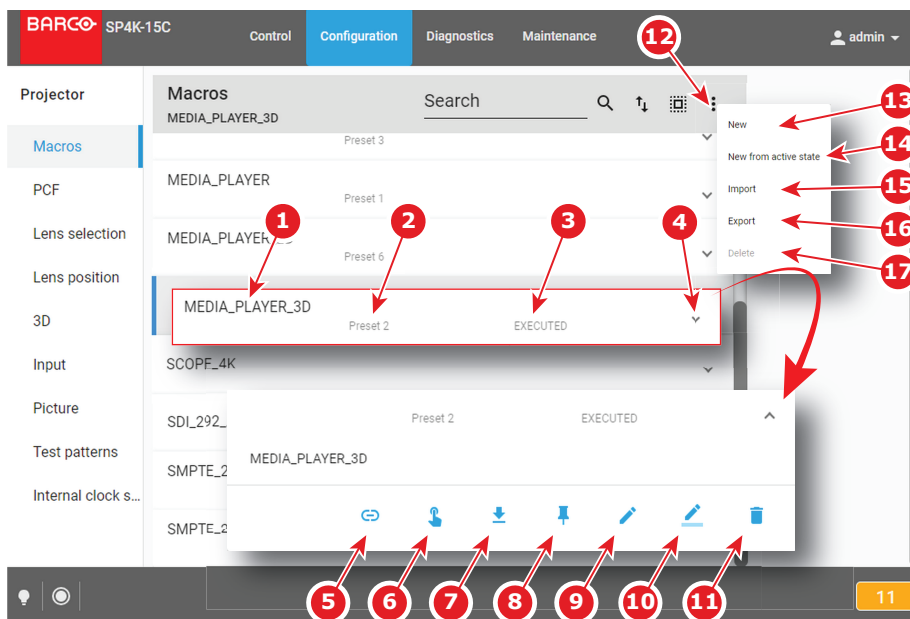 BARCO SP4K-15C
Control Configuration Diagnostics Maintenance 12 admin
Projector
Macros
PCF
Lens selection
Lens position
3D
Input
Picture
Test patterns
Internal clock s...
Macros
MEDIA_PLAYER_3D
Search
Preset 3
MEDIA_PLAYER
Preset 1
1 2 3 4
MEDIA_PLAYER
Preset 6
MEDIA_PLAYER_3D
Preset 2 EXECUTED
SCOPE_4K
SDI_292_
SMPTE_2
SMPTE_2
New 13
New from active state 14
Import 15
Export 16
Delete 17
Preset 2 EXECUTED
MEDIA_PLAYER_3D
5 6 7 8 9 10 11
11